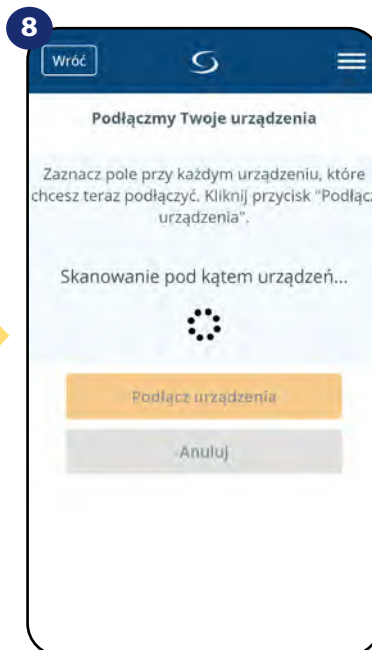 8
Wróć
Podłączmy Twoje urządzenia
Zaznacz pole przy każdym urządzeniu, które
chcesz teraz podłączyć. Kliknij przycisk "Podłącz
urządzenia".
Skanowanie pod kątem urządzeń...
Podłącz urządzenia
Anuluj